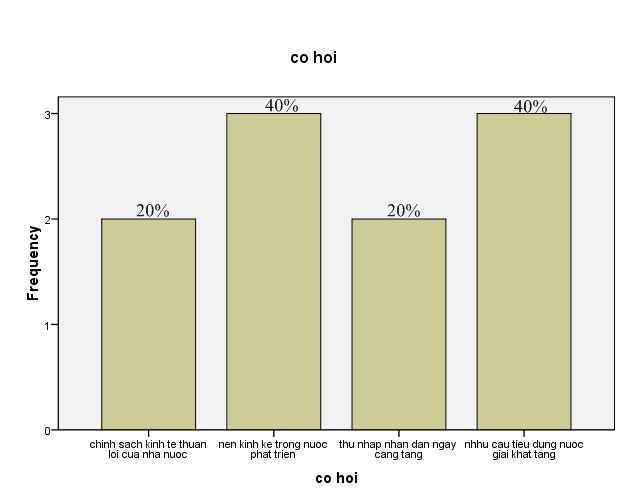 co hoi
40%
40%
20%
20%
3
2
1
0
Frequency
chinh sach kinh te thuan
loi cua nha nuoc
nen kinh ke trong nuoc
phat trien
thu nhap nhan dan ngay
cang tang
nhhu cau tieu dung nuoc
giai khat tang
co hoi